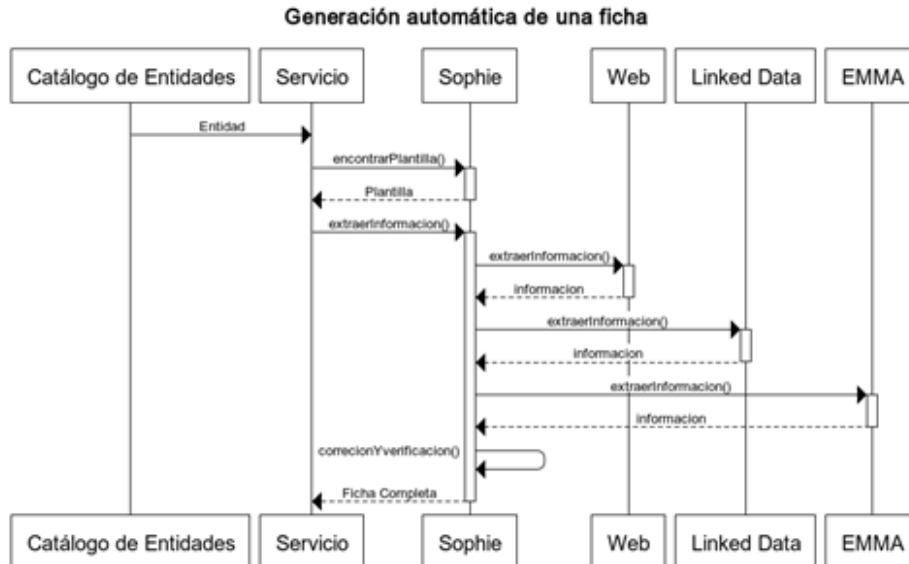 Generación automática de una ficha
Catálogo de Entidades Servicio Sophie Web Linked Data EMMA
Entidad
encontrarPlantilla()
Plantilla
extraerInformacion()
extraerInformacion()
informacion
extraerInformacion()
informacion
extraerInformacion()
informacion
correcionYverificacion()
Ficha Completa
Catálogo de Entidades Servicio Sophie Web Linked Data EMMA